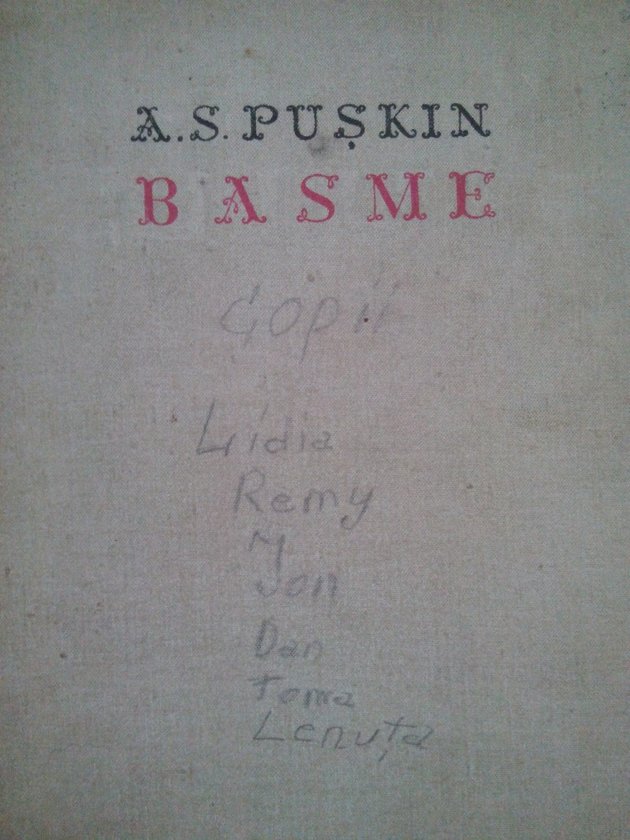 A.S. PUȘKIN
BASME
Copii
Lidia
Remy
Jon
Dan
Toma
Lenuța